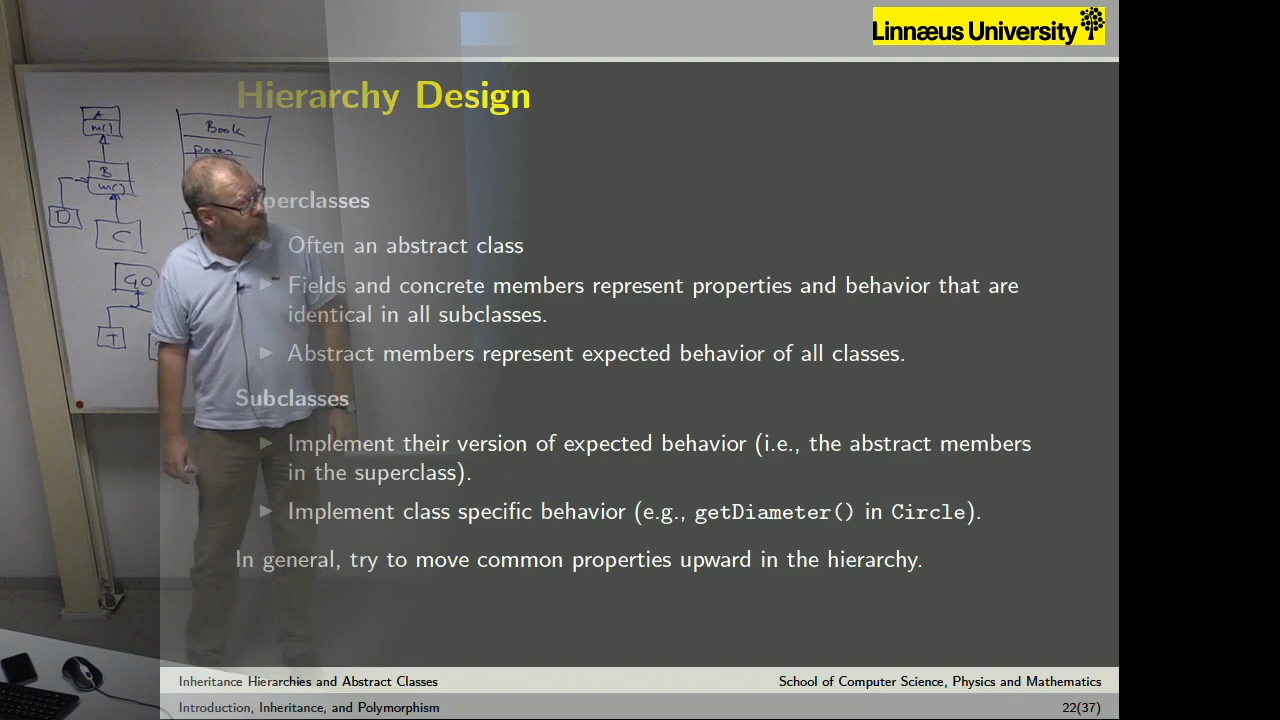 Linnæus University
Hierarchy Design
A
m()
Book
B
m()
D
C
GO
T
perclasses
▶ Often an abstract class
▶ Fields and concrete members represent properties and behavior that are
identical in all subclasses.
▶ Abstract members represent expected behavior of all classes.
Subclasses
▶ Implement their version of expected behavior (i.e., the abstract members
in the superclass).
▶ Implement class specific behavior (e.g., getDiameter() in Circle).
In general, try to move common properties upward in the hierarchy.
Inheritance Hierarchies and Abstract Classes
School of Computer Science, Physics and Mathematics
Introduction, Inheritance, and Polymorphism
22(37)